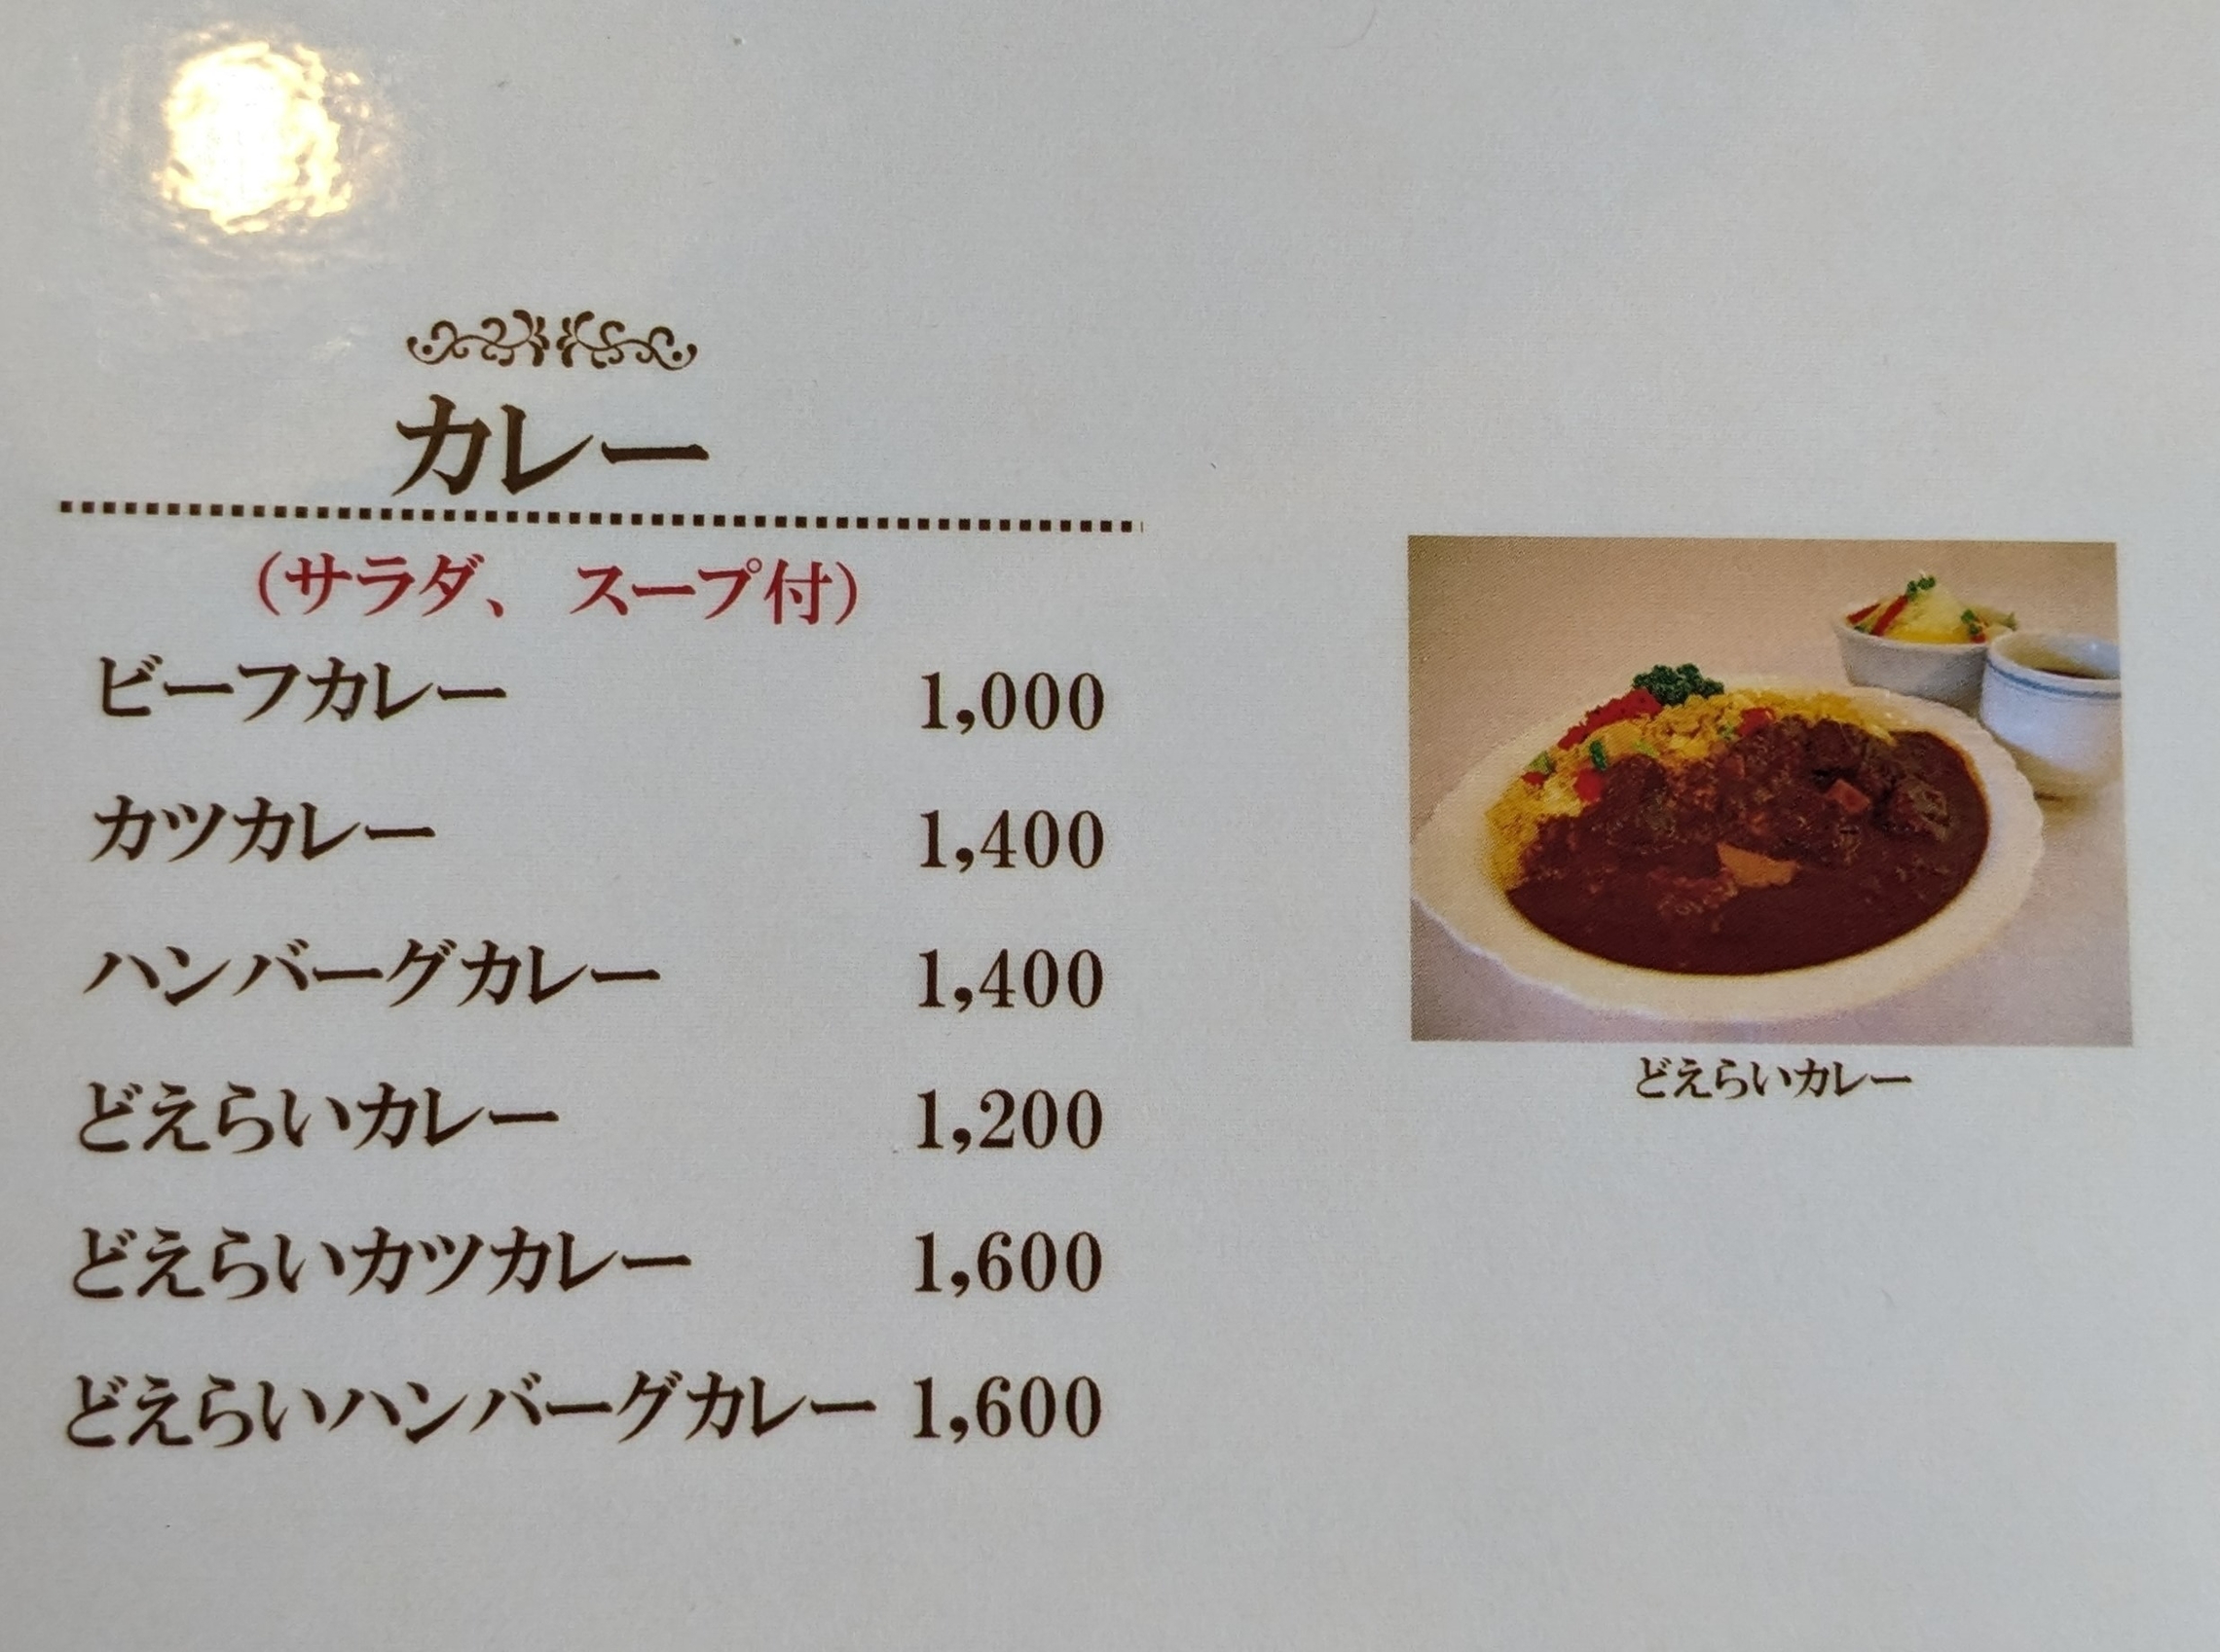 カレー
(サラダ、スープ付)
ビーフカレー 1,000
カツカレー 1,400
ハンバーグカレー 1,400
どえらいカレー 1,200
どえらいカツカレー 1,600
どえらいハンバーグカレー 1,600
どえらいカレー